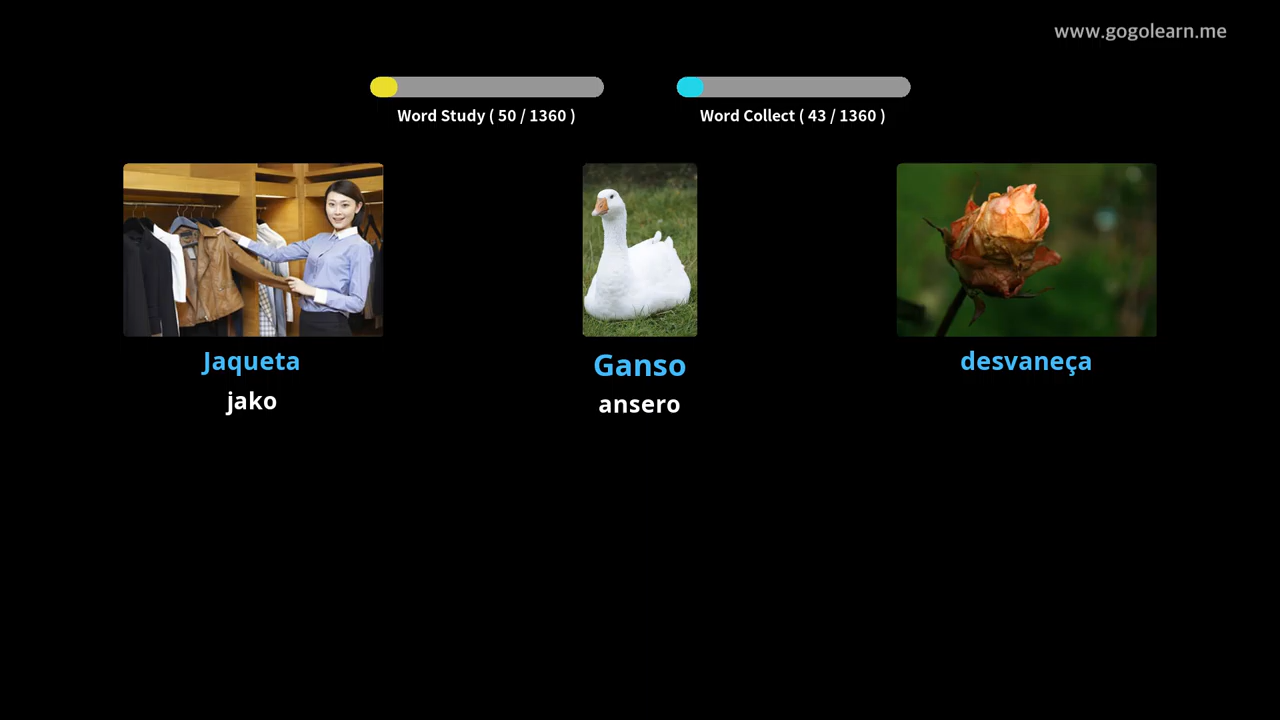 www.gogolearn.me
Word Study ( 50 / 1360 )
Word Collect ( 43 / 1360 )
Jaqueta
Ganso
desvaneça
jako
ansero